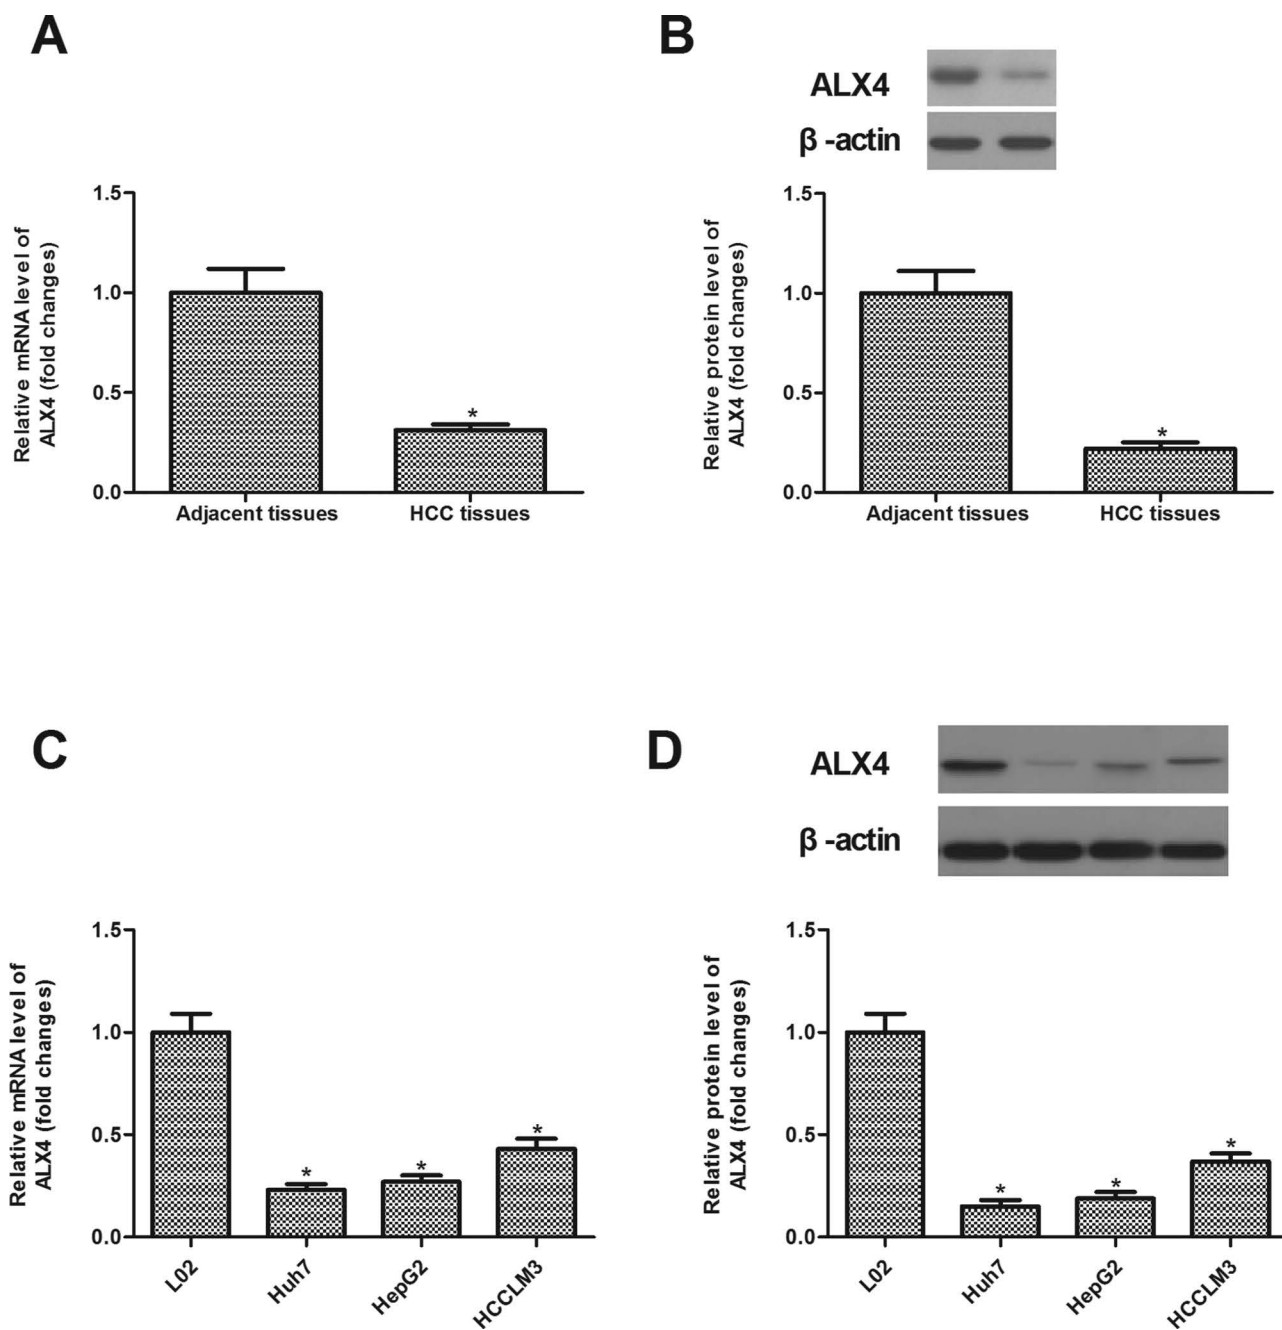 A
1.5
1.0
0.5
0.0
Relative mRNA level of
ALX4 (fold changes)
*
Adjacent tissues
HCC tissues
B
ALX4
β -actin
1.5
1.0
0.5
0.0
Relative protein level of
ALX4 (fold changes)
*
Adjacent tissues
HCC tissues
C
1.5
1.0
0.5
0.0
Relative mRNA level of
ALX4 (fold changes)
*
*
*
L02
Huh7
HepG2
HCCLM3
D
ALX4
β -actin
1.5
1.0
0.5
0.0
Relative protein level of
ALX4 (fold changes)
*
*
*
L02
Huh7
HepG2
HCCLM3